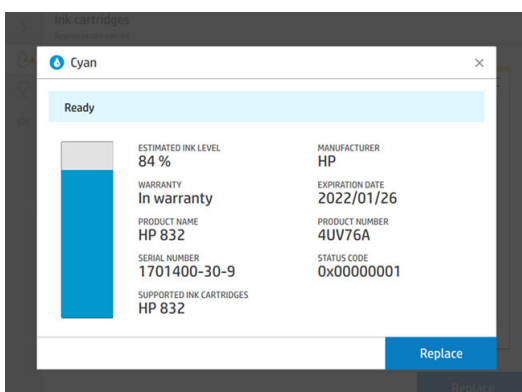 Ink cartridges
Cyan
Ready
ESTIMATED INK LEVEL
84 %
MANUFACTURER
HP
WARRANTY
In warranty
EXPIRATION DATE
2022/01/26
PRODUCT NAME
HP 832
PRODUCT NUMBER
4UV76A
SERIAL NUMBER
1701400-30-9
STATUS CODE
0x00000001
SUPPORTED INK CARTRIDGES
HP 832
Replace
Replace